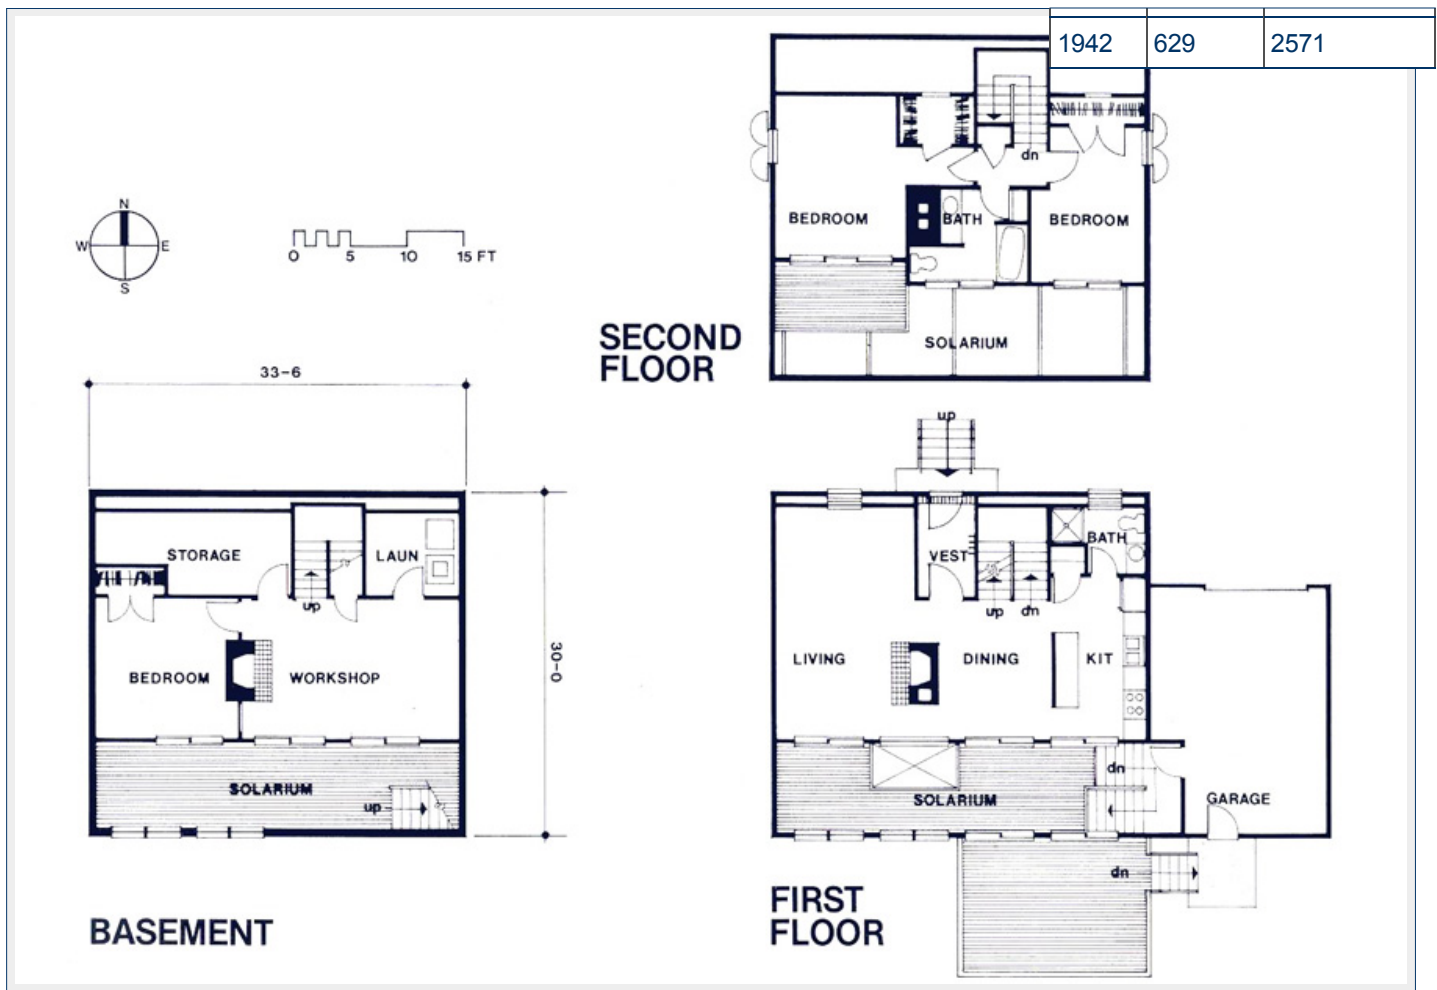 1942 629 2571
dn
BEDROOM BATH BEDROOM
SOLARIUM
SECOND
FLOOR
N
W E
S
0 5 10 15 FT
33-6
30-0
STORAGE LAUN
up
BEDROOM WORKSHOP
SOLARIUM
up
BASEMENT
up
VEST BATH
up dn
LIVING DINING KIT
dn
SOLARIUM GARAGE
dn
FIRST
FLOOR